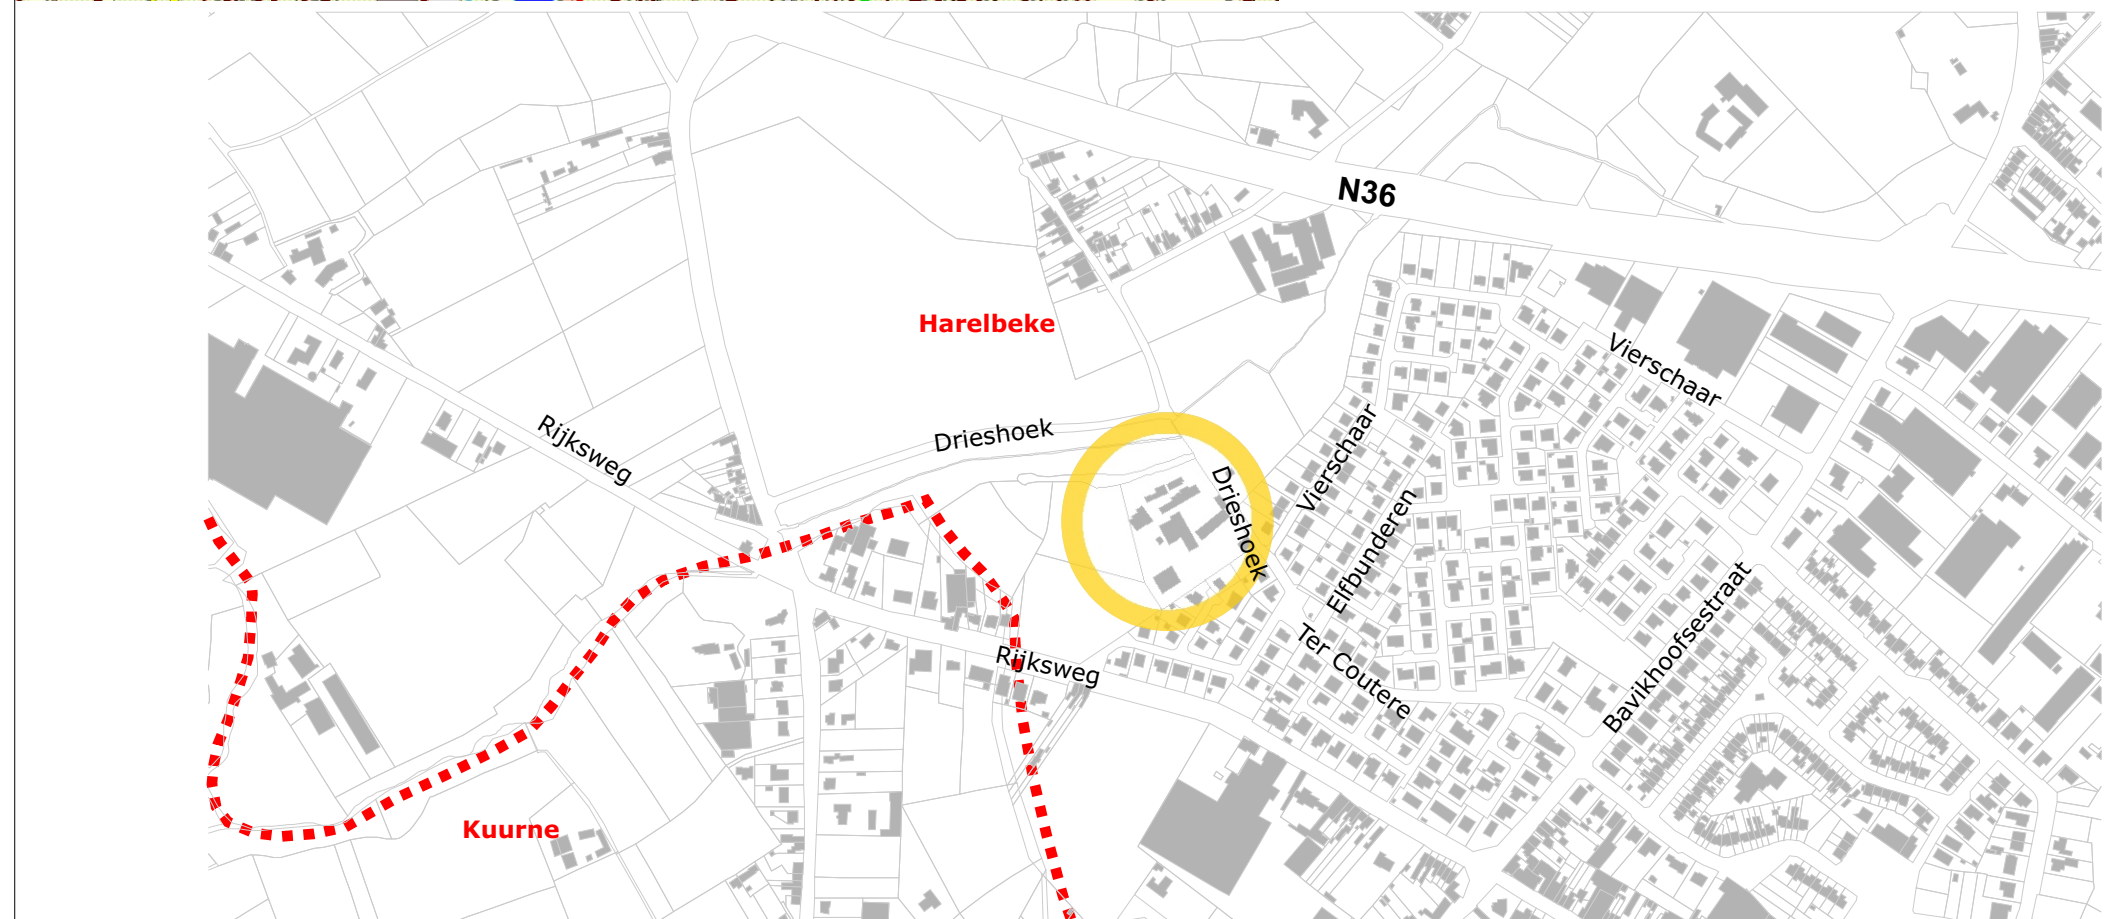 N36
Harelbeke
Vierschaar
Drieshoek
Rijksweg
Vierschaar
Drieshoek
Elfbunderen
Bavikhoofsestraat
Ter Coutere
Rijksweg
Kuurne